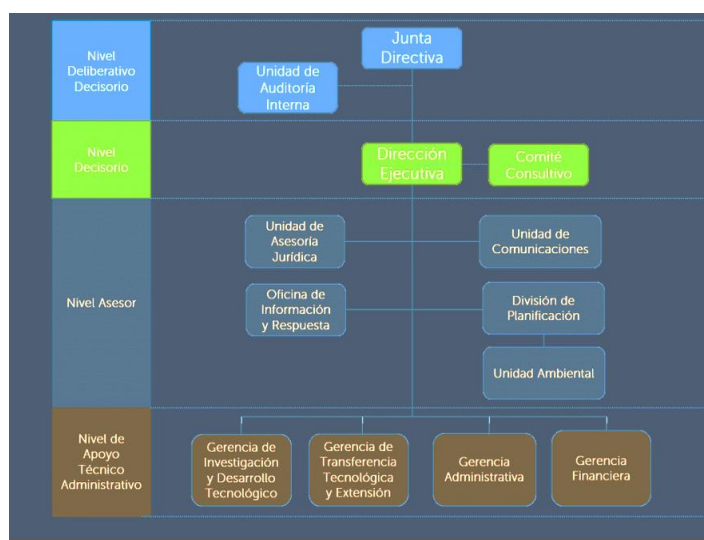 Nivel
Deliberativo
Decisorio
Junta
Directiva
Unidad de
Auditoría
Interna
Nivel
Decisorio
Dirección
Ejecutiva
Comité
Consultivo
Nivel Asesor
Unidad de
Asesoría
Jurídica
Unidad de
Comunicaciones
Oficina de
Información
y Respuesta
División de
Planificación
Unidad Ambiental
Nivel de
Apoyo
Técnico
Administrativo
Gerencia de
Investigación
y Desarrollo
Tecnológico
Gerencia de
Transferencia
Tecnológica
y Extensión
Gerencia
Administrativa
Gerencia
Financiera